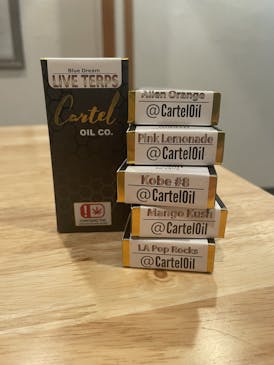 Blue Dream
LIVE TERPS
Cartel
OIL CO.
Alien Orange
@CartelOil
Pink Lemonade
@CartelOil
Kobe #8
@CartelOil
Mango Kush
@CartelOil
LA Pop Rocks
@CartelOil